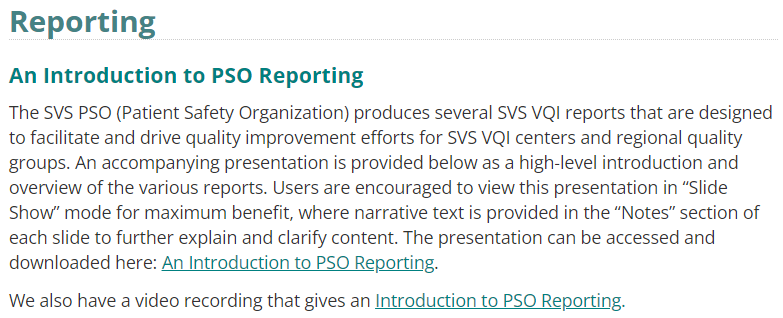 Reporting
An Introduction to PSO Reporting
The SVS PSO (Patient Safety Organization) produces several SVS VQI reports that are designed
to facilitate and drive quality improvement efforts for SVS VQI centers and regional quality
groups. An accompanying presentation is provided below as a high-level introduction and
overview of the various reports. Users are encouraged to view this presentation in “Slide
Show” mode for maximum benefit, where narrative text is provided in the “Notes” section of
each slide to further explain and clarify content. The presentation can be accessed and
downloaded here: An Introduction to PSO Reporting.
We also have a video recording that gives an Introduction to PSO Reporting.